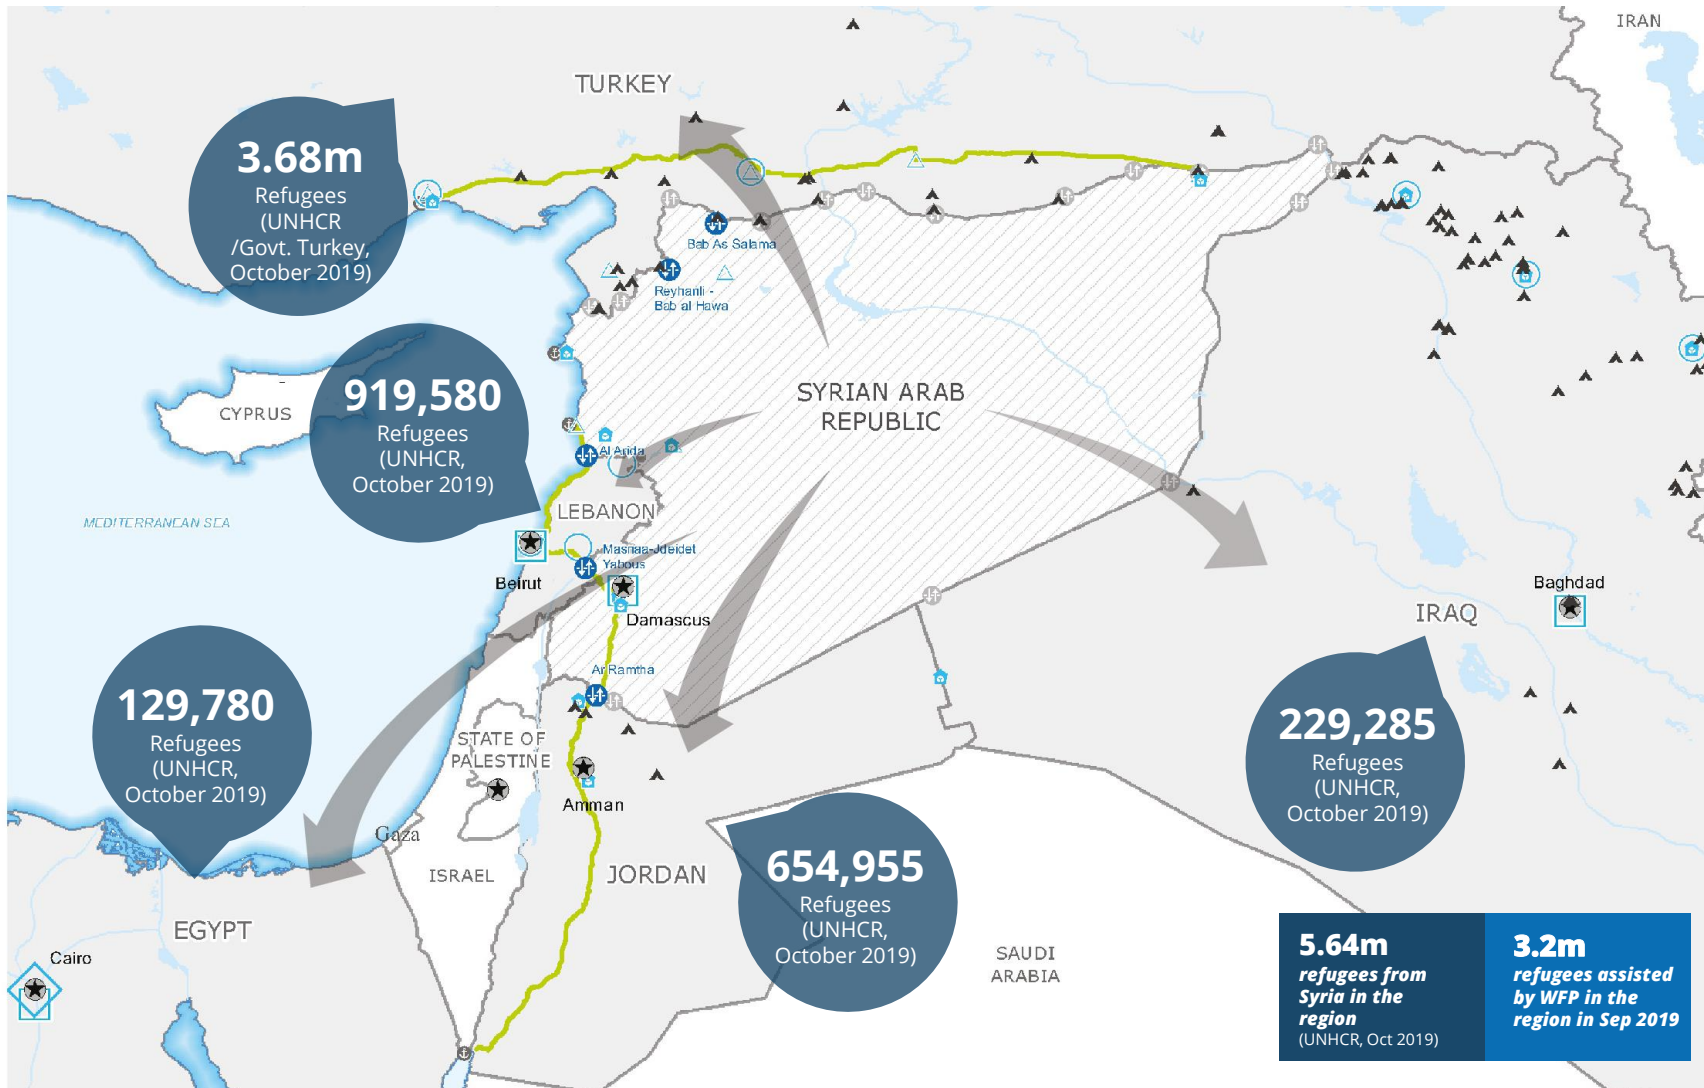 IRAN
TURKEY
3.68m
Refugees
(UNHCR
/Govt. Turkey,
October 2019)
Bab As Salama
Reyhanli -
Bab al Hawa
919,580
Refugees
(UNHCR,
October 2019)
CYPRUS
SYRIAN ARAB
REPUBLIC
Al Arida
LEBANON
MEDITERRANEAN SEA
Masnaa-Jdeidet
Yabous
Beirut
Damascus
Baghdad
IRAQ
Ar Ramtha
129,780
Refugees
(UNHCR,
October 2019)
STATE OF
PALESTINE
229,285
Refugees
(UNHCR,
October 2019)
Amman
Gaza
ISRAEL
JORDAN
654,955
Refugees
(UNHCR,
October 2019)
EGYPT
Cairo
SAUDI
ARABIA
5.64m
refugees from
Syria in the
region
(UNHCR, Oct 2019)
3.2m
refugees assisted
by WFP in the
region in Sep 2019